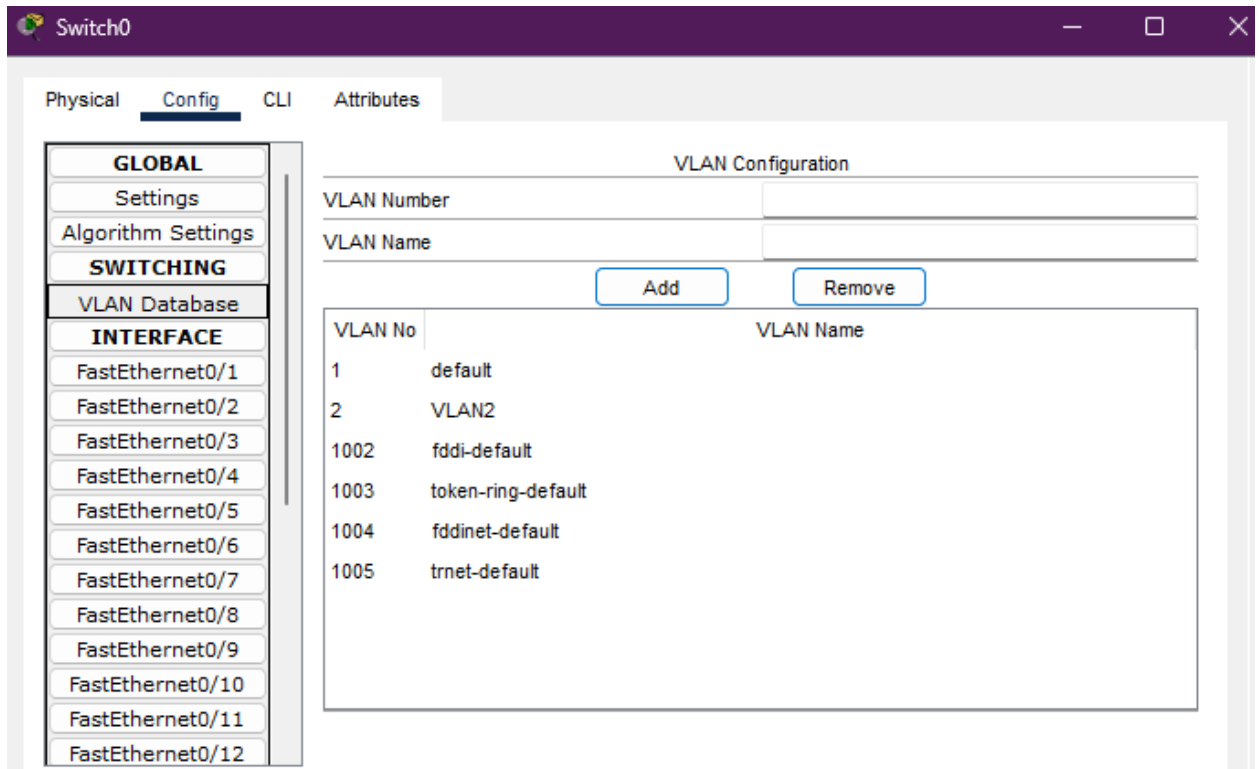 Switch0
Physical Config CLI Attributes
GLOBAL
Settings
Algorithm Settings
SWITCHING
VLAN Database
INTERFACE
FastEthernet0/1
FastEthernet0/2
FastEthernet0/3
FastEthernet0/4
FastEthernet0/5
FastEthernet0/6
FastEthernet0/7
FastEthernet0/8
FastEthernet0/9
FastEthernet0/10
FastEthernet0/11
FastEthernet0/12
VLAN Configuration
VLAN Number
VLAN Name
Add Remove
VLAN No VLAN Name
1 default
2 VLAN2
1002 fddi-default
1003 token-ring-default
1004 fddinet-default
1005 trnet-default